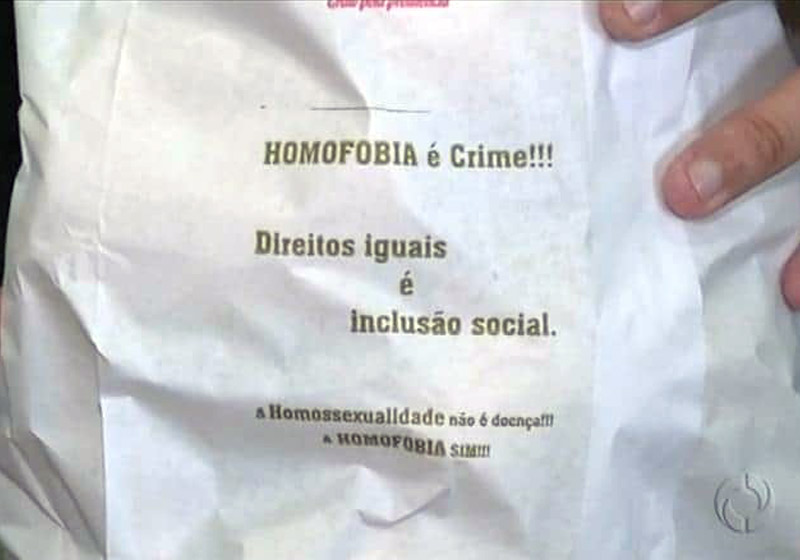 HOMOFOBIA é Crime!!!
Direitos iguais
é
inclusão social.
a Homossexualidade não é doença!!!
a HOMOFOBIA SIM!!!